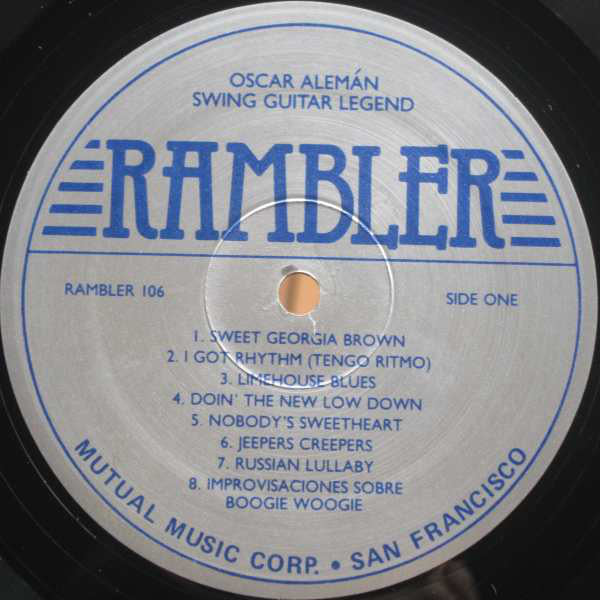 OSCAR ALEMÁN
SWING GUITAR LEGEND
RAMBLER
RAMBLER 106
SIDE ONE
1. SWEET GEORGIA BROWN
2. I GOT RHYTHM (TENGO RITMO)
3. LIMEHOUSE BLUES
4. DOIN' THE NEW LOW DOWN
5. NOBODY'S SWEETHEART
6. JEEPERS CREEPERS
7. RUSSIAN LULLABY
8. IMPROVISACIONES SOBRE
BOOGIE WOOGIE
MUTUAL MUSIC CORP. • SAN FRANCISCO